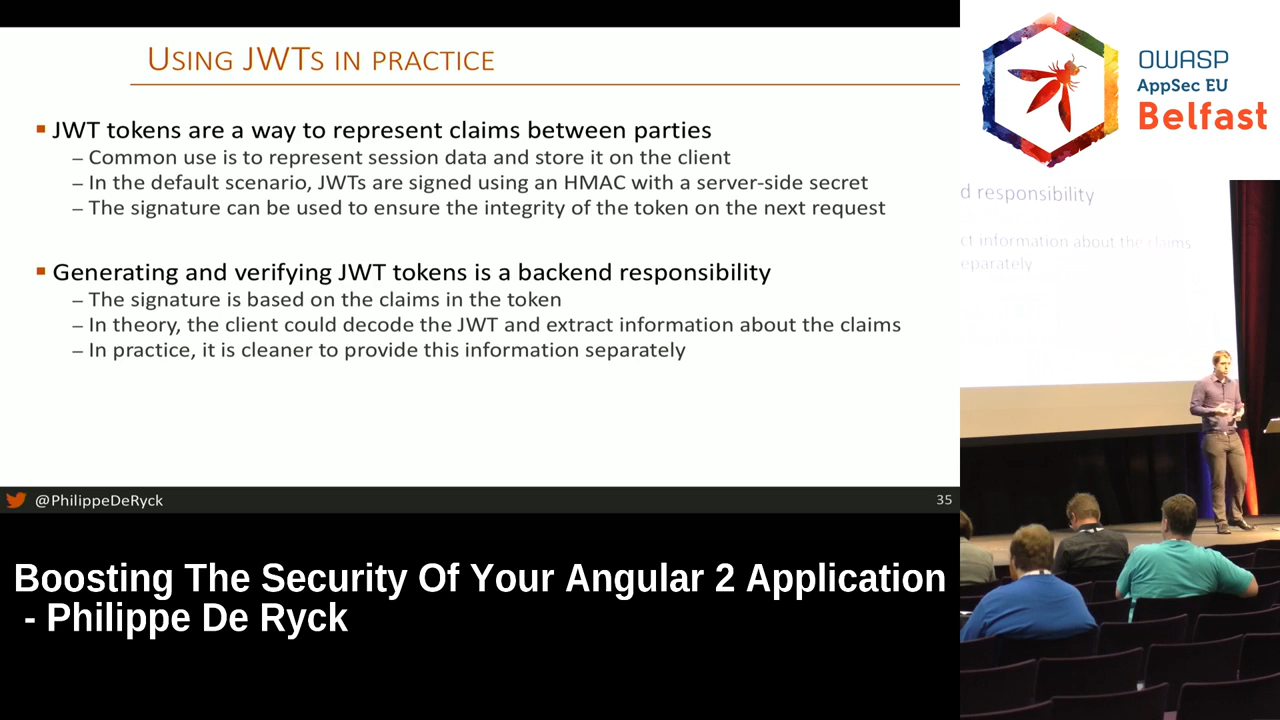 USING JWTS IN PRACTICE
▪ JWT tokens are a way to represent claims between parties
– Common use is to represent session data and store it on the client
– In the default scenario, JWTs are signed using an HMAC with a server-side secret
– The signature can be used to ensure the integrity of the token on the next request
▪ Generating and verifying JWT tokens is a backend responsibility
– The signature is based on the claims in the token
– In theory, the client could decode the JWT and extract information about the claims
– In practice, it is cleaner to provide this information separately
@PhilippeDeRyck
35
OWASP
AppSec EU
Belfast
d responsibility
ct information about the claims
eparately
Boosting The Security Of Your Angular 2 Application
- Philippe De Ryck